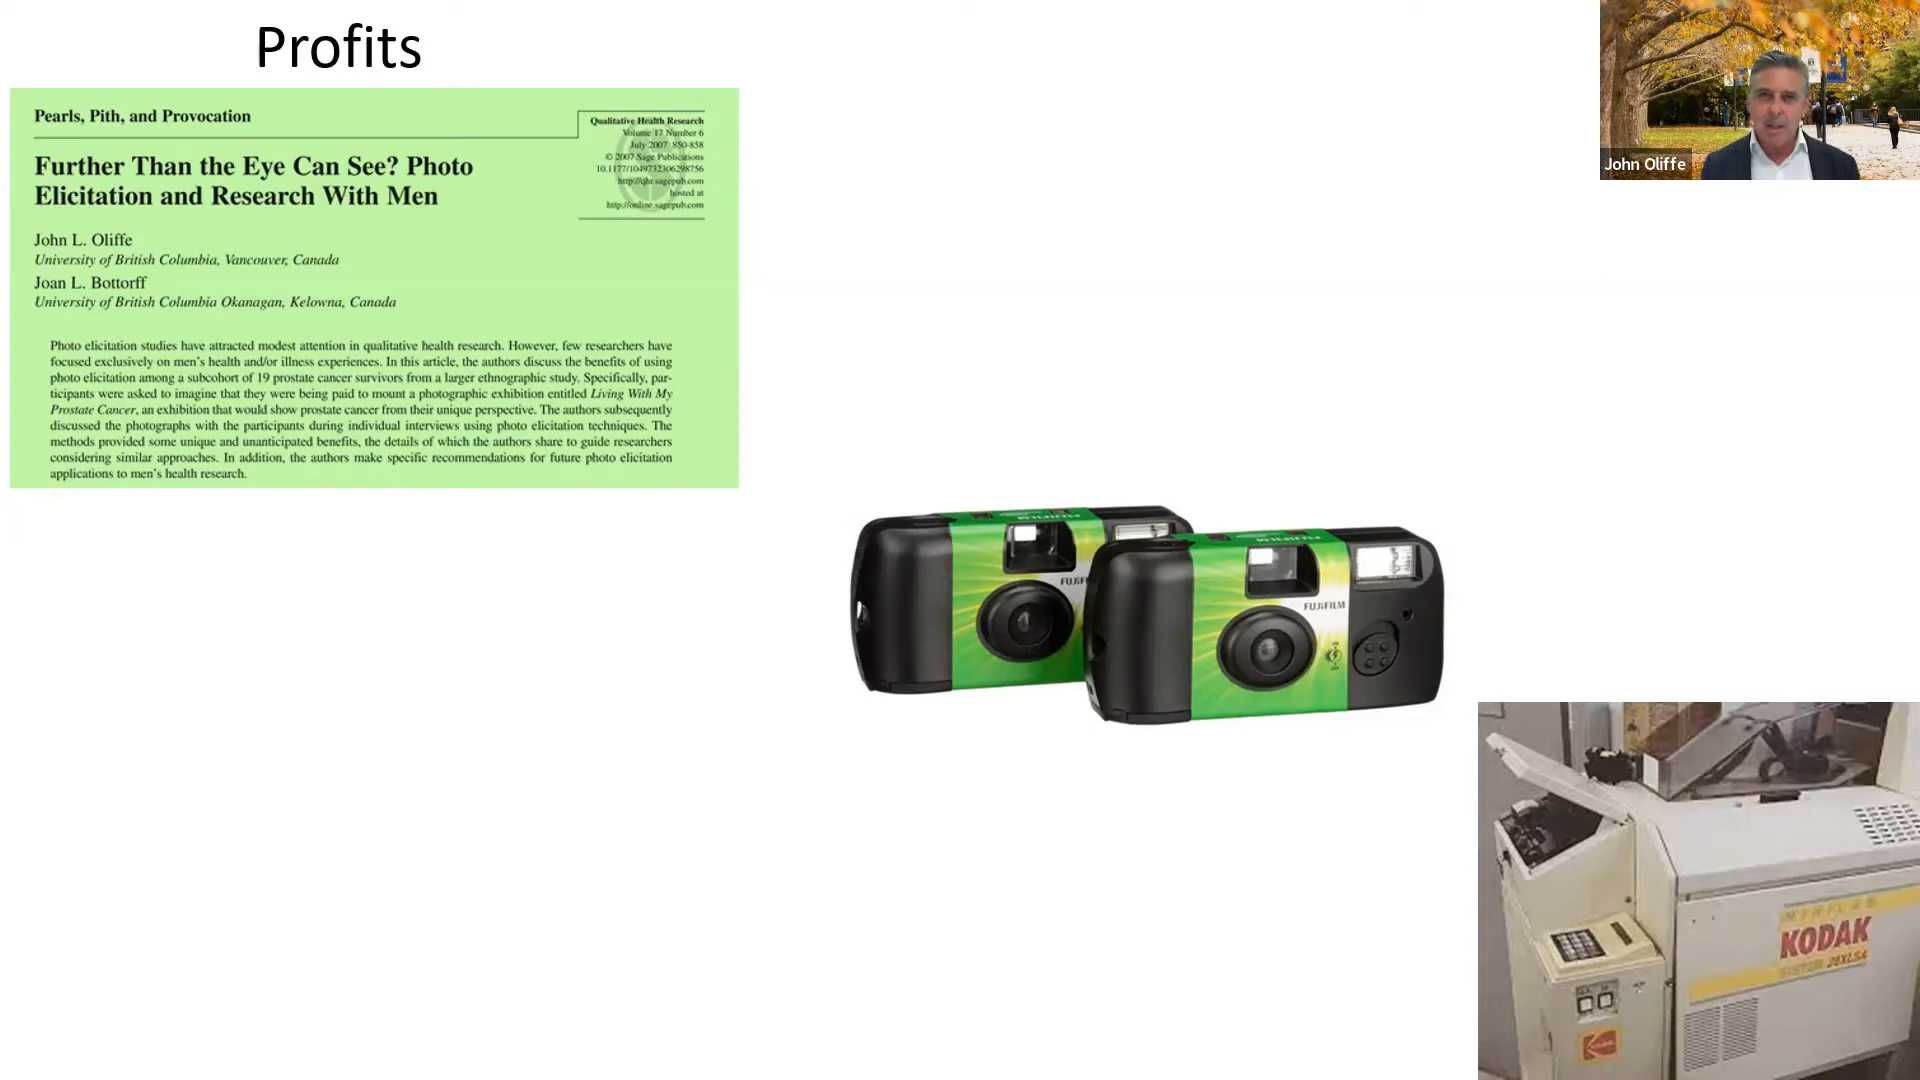 Profits
Pearls, Pith, and Provocation
Qualitative Health Research
Volume 17 Number 6
July 2007 850-858
© 2007 Sage Publications
10.1177/1049732306298756
http://qhr.sagepub.com
hosted at
http://online.sagepub.com
Further Than the Eye Can See? Photo
Elicitation and Research With Men
John L. Oliffe
University of British Columbia, Vancouver, Canada
Joan L. Bottorff
University of British Columbia Okanagan, Kelowna, Canada
Photo elicitation studies have attracted modest attention in qualitative health research. However, few researchers have
focused exclusively on men's health and/or illness experiences. In this article, the authors discuss the benefits of using
photo elicitation among a subcohort of 19 prostate cancer survivors from a larger ethnographic study. Specifically, par-
ticipants were asked to imagine that they were being paid to mount a photographic exhibition entitled Living With My
Prostate Cancer, an exhibition that would show prostate cancer from their unique perspective. The authors subsequently
discussed the photographs with the participants during individual interviews using photo elicitation techniques. The
methods provided some unique and unanticipated benefits, the details of which the authors share to guide researchers
considering similar approaches. In addition, the authors make specific recommendations for future photo elicitation
applications to men's health research.
John Oliffe
FUJIFILM
FUJIFILM
FUJIFI
FUJIFILM
MINILAB
KODAK
SYSTEM